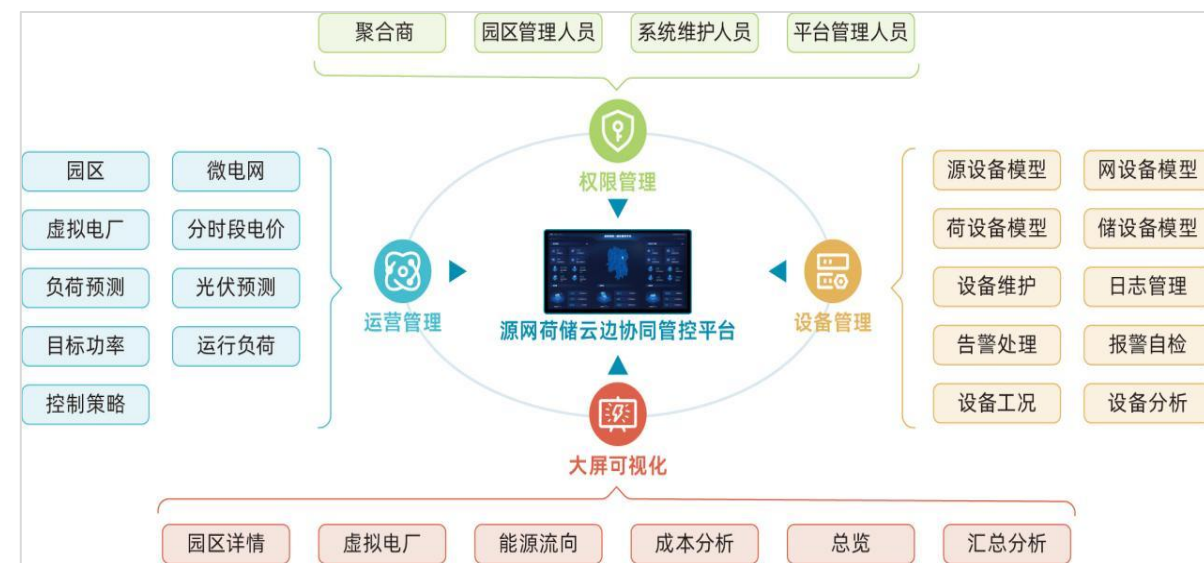 聚合商
园区管理人员
系统维护人员
平台管理人员
权限管理
园区
微电网
虚拟电厂
分时段电价
负荷预测
光伏预测
目标功率
运行负荷
控制策略
运营管理
源网荷储云边协同管控平台
设备管理
源设备模型
网设备模型
荷设备模型
储设备模型
设备维护
日志管理
告警处理
报警自检
设备工况
设备分析
大屏可视化
园区详情
虚拟电厂
能源流向
成本分析
总览
汇总分析